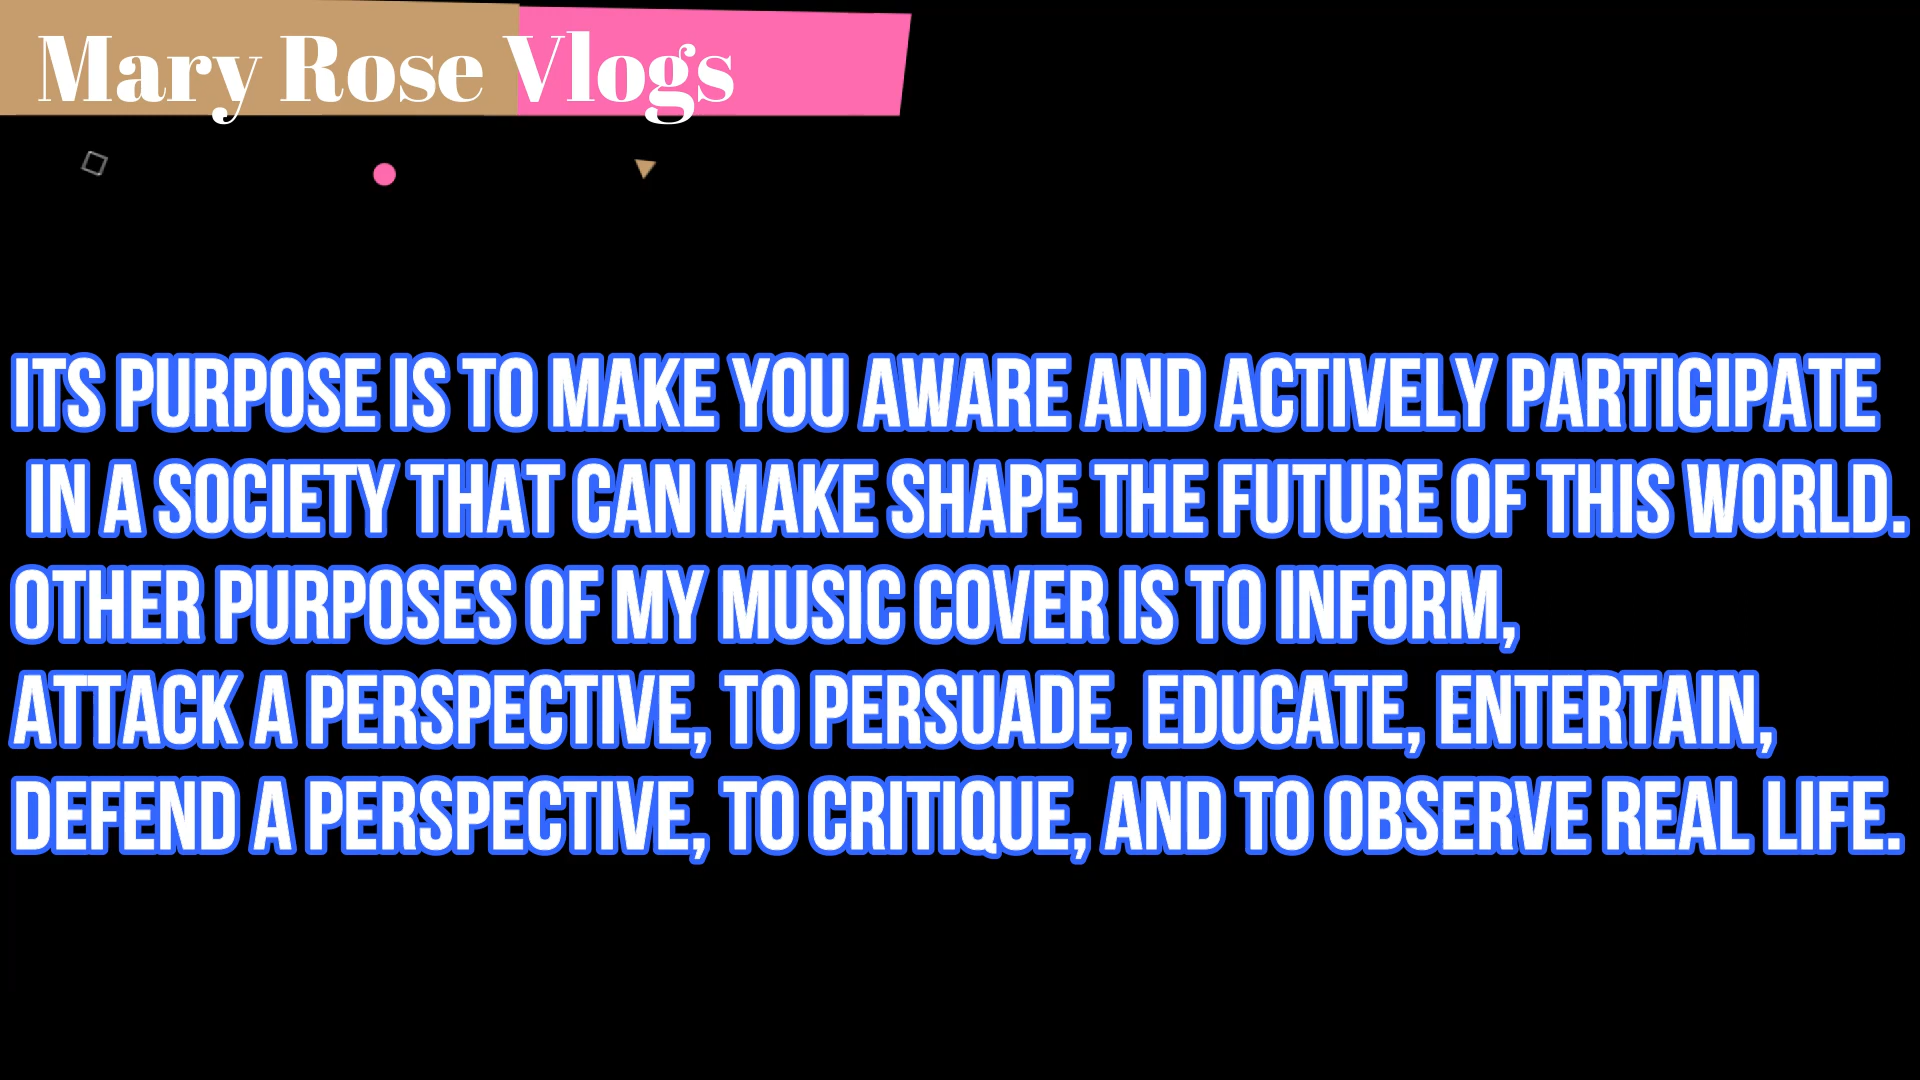 Mary Rose Vlogs
ITS PURPOSE IS TO MAKE YOU AWARE AND ACTIVELY PARTICIPATE
IN A SOCIETY THAT CAN MAKE SHAPE THE FUTURE OF THIS WORLD.
OTHER PURPOSES OF MY MUSIC COVER IS TO INFORM,
ATTACK A PERSPECTIVE, TO PERSUADE, EDUCATE, ENTERTAIN,
DEFEND A PERSPECTIVE, TO CRITIQUE, AND TO OBSERVE REAL LIFE.